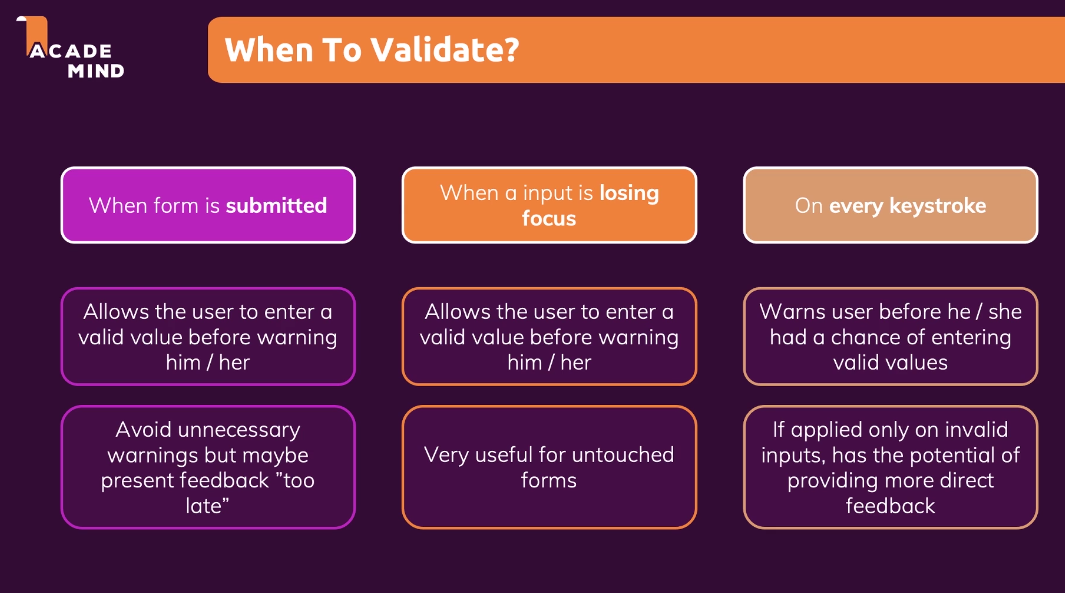 ACADE
MIND
When To Validate?
When form is submitted
When a input is losing
focus
On every keystroke
Allows the user to enter a
valid value before warning
him / her
Allows the user to enter a
valid value before warning
him / her
Warns user before he / she
had a chance of entering
valid values
Avoid unnecessary
warnings but maybe
present feedback ”too
late”
Very useful for untouched
forms
If applied only on invalid
inputs, has the potential of
providing more direct
feedback